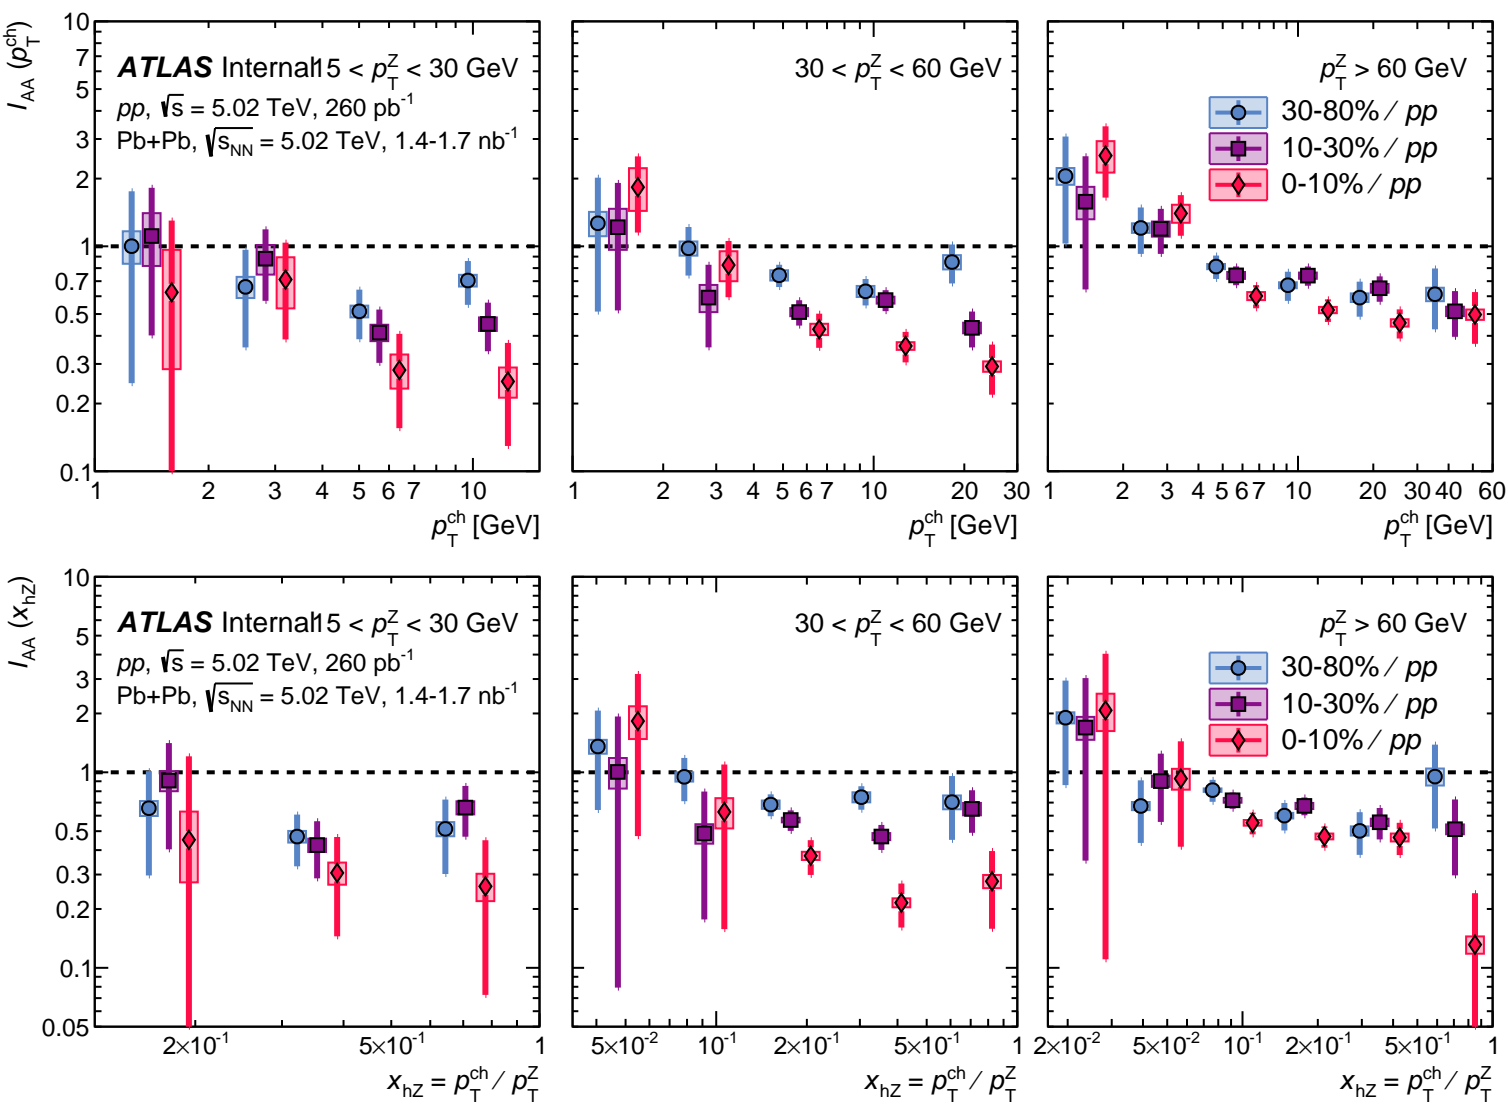 I_AA (p_T^ch)
10
7
5
4
3
2
1
0.7
0.5
0.4
0.3
0.2
0.1
ATLAS Internal 15 < p_T^Z < 30 GeV
pp, √s = 5.02 TeV, 260 pb^-1
Pb+Pb, √s_NN = 5.02 TeV, 1.4-1.7 nb^-1
1 2 3 4 5 6 7 10
p_T^ch [GeV]
30 < p_T^Z < 60 GeV
1 2 3 4 5 6 7 10 20 30
p_T^ch [GeV]
p_T^Z > 60 GeV
30-80% / pp
10-30% / pp
0-10% / pp
1 2 3 4 5 6 7 10 20 30 40 60
p_T^ch [GeV]
I_AA (x_hZ)
10
5
4
3
2
1
0.5
0.3
0.2
0.1
0.05
ATLAS Internal 15 < p_T^Z < 30 GeV
pp, √s = 5.02 TeV, 260 pb^-1
Pb+Pb, √s_NN = 5.02 TeV, 1.4-1.7 nb^-1
2×10^-1 5×10^-1 1
x_hZ = p_T^ch / p_T^Z
30 < p_T^Z < 60 GeV
5×10^-2 10^-1 2×10^-1 5×10^-1 1
x_hZ = p_T^ch / p_T^Z
p_T^Z > 60 GeV
30-80% / pp
10-30% / pp
0-10% / pp
2×10^-2 5×10^-2 10^-1 2×10^-1 5×10^-1 1
x_hZ = p_T^ch / p_T^Z